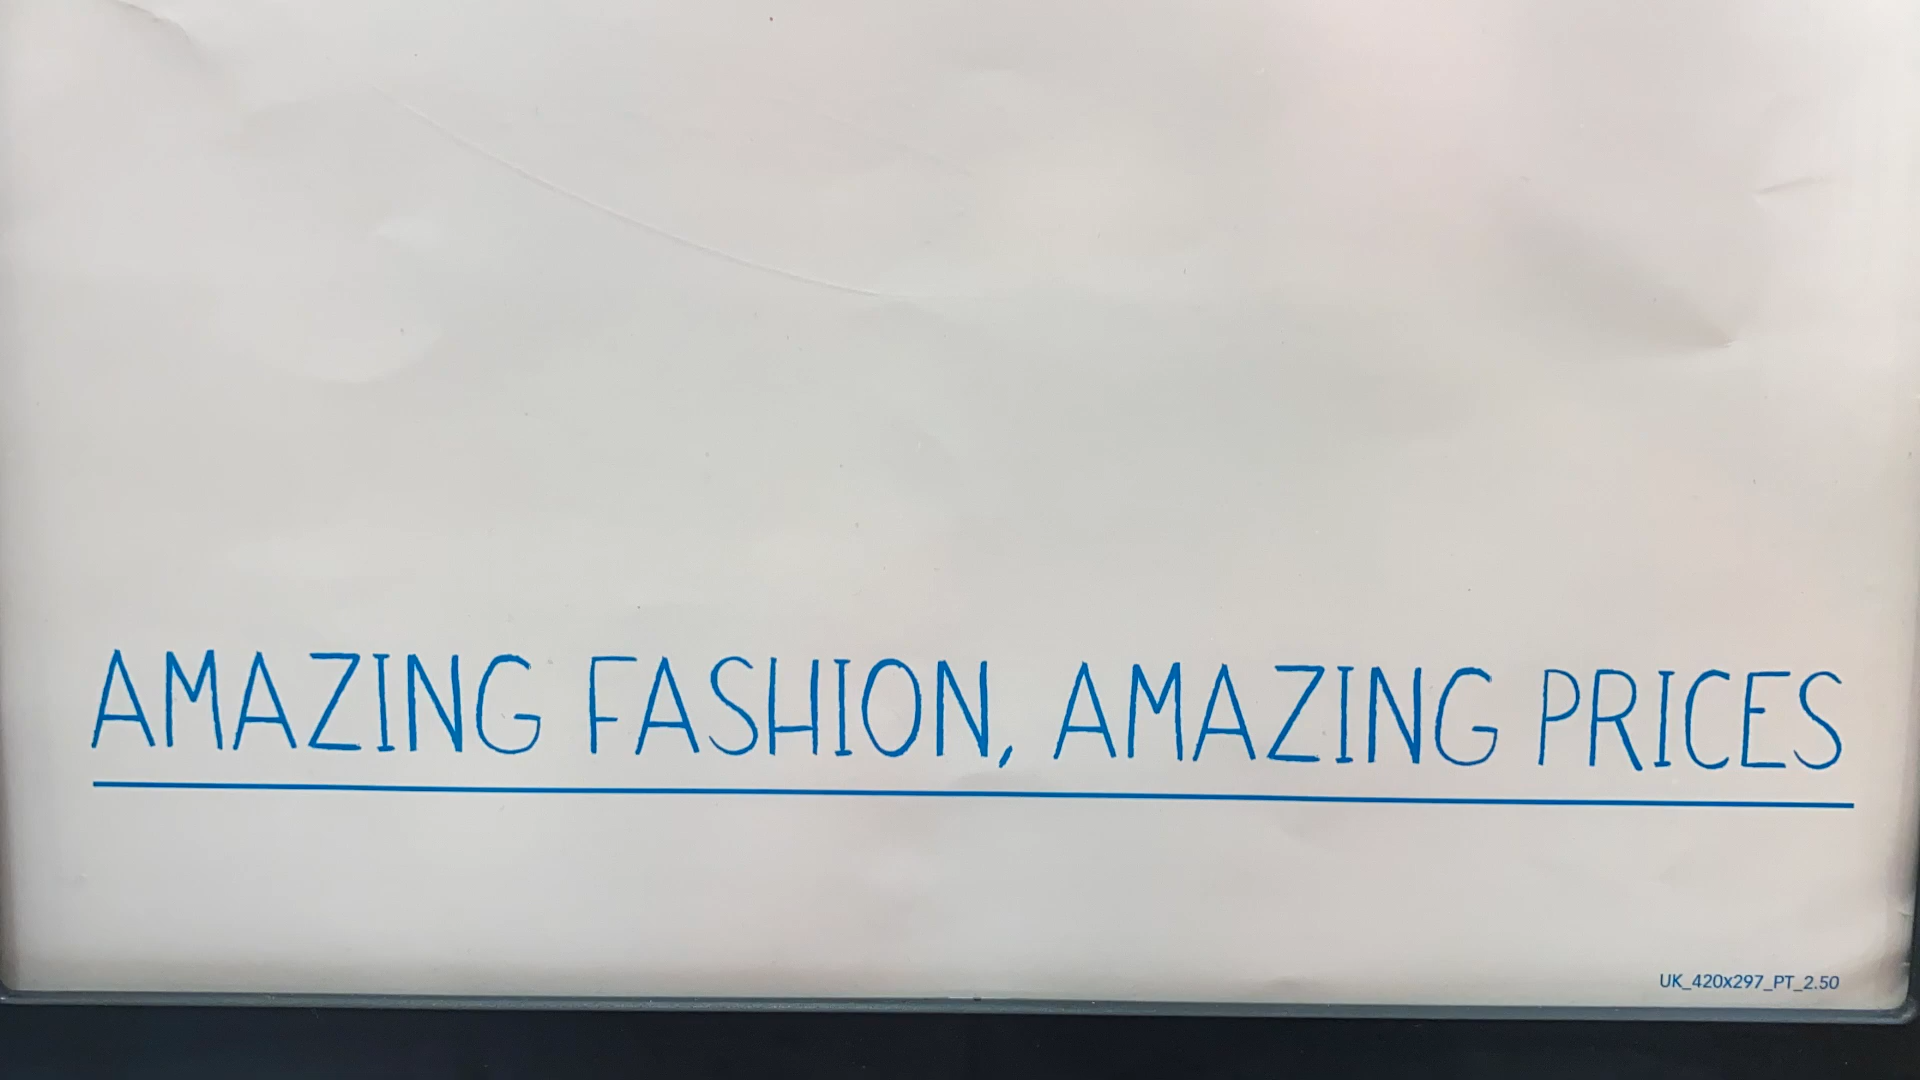 AMAZING FASHION, AMAZING PRICES
UK_420x297_PT_2.50